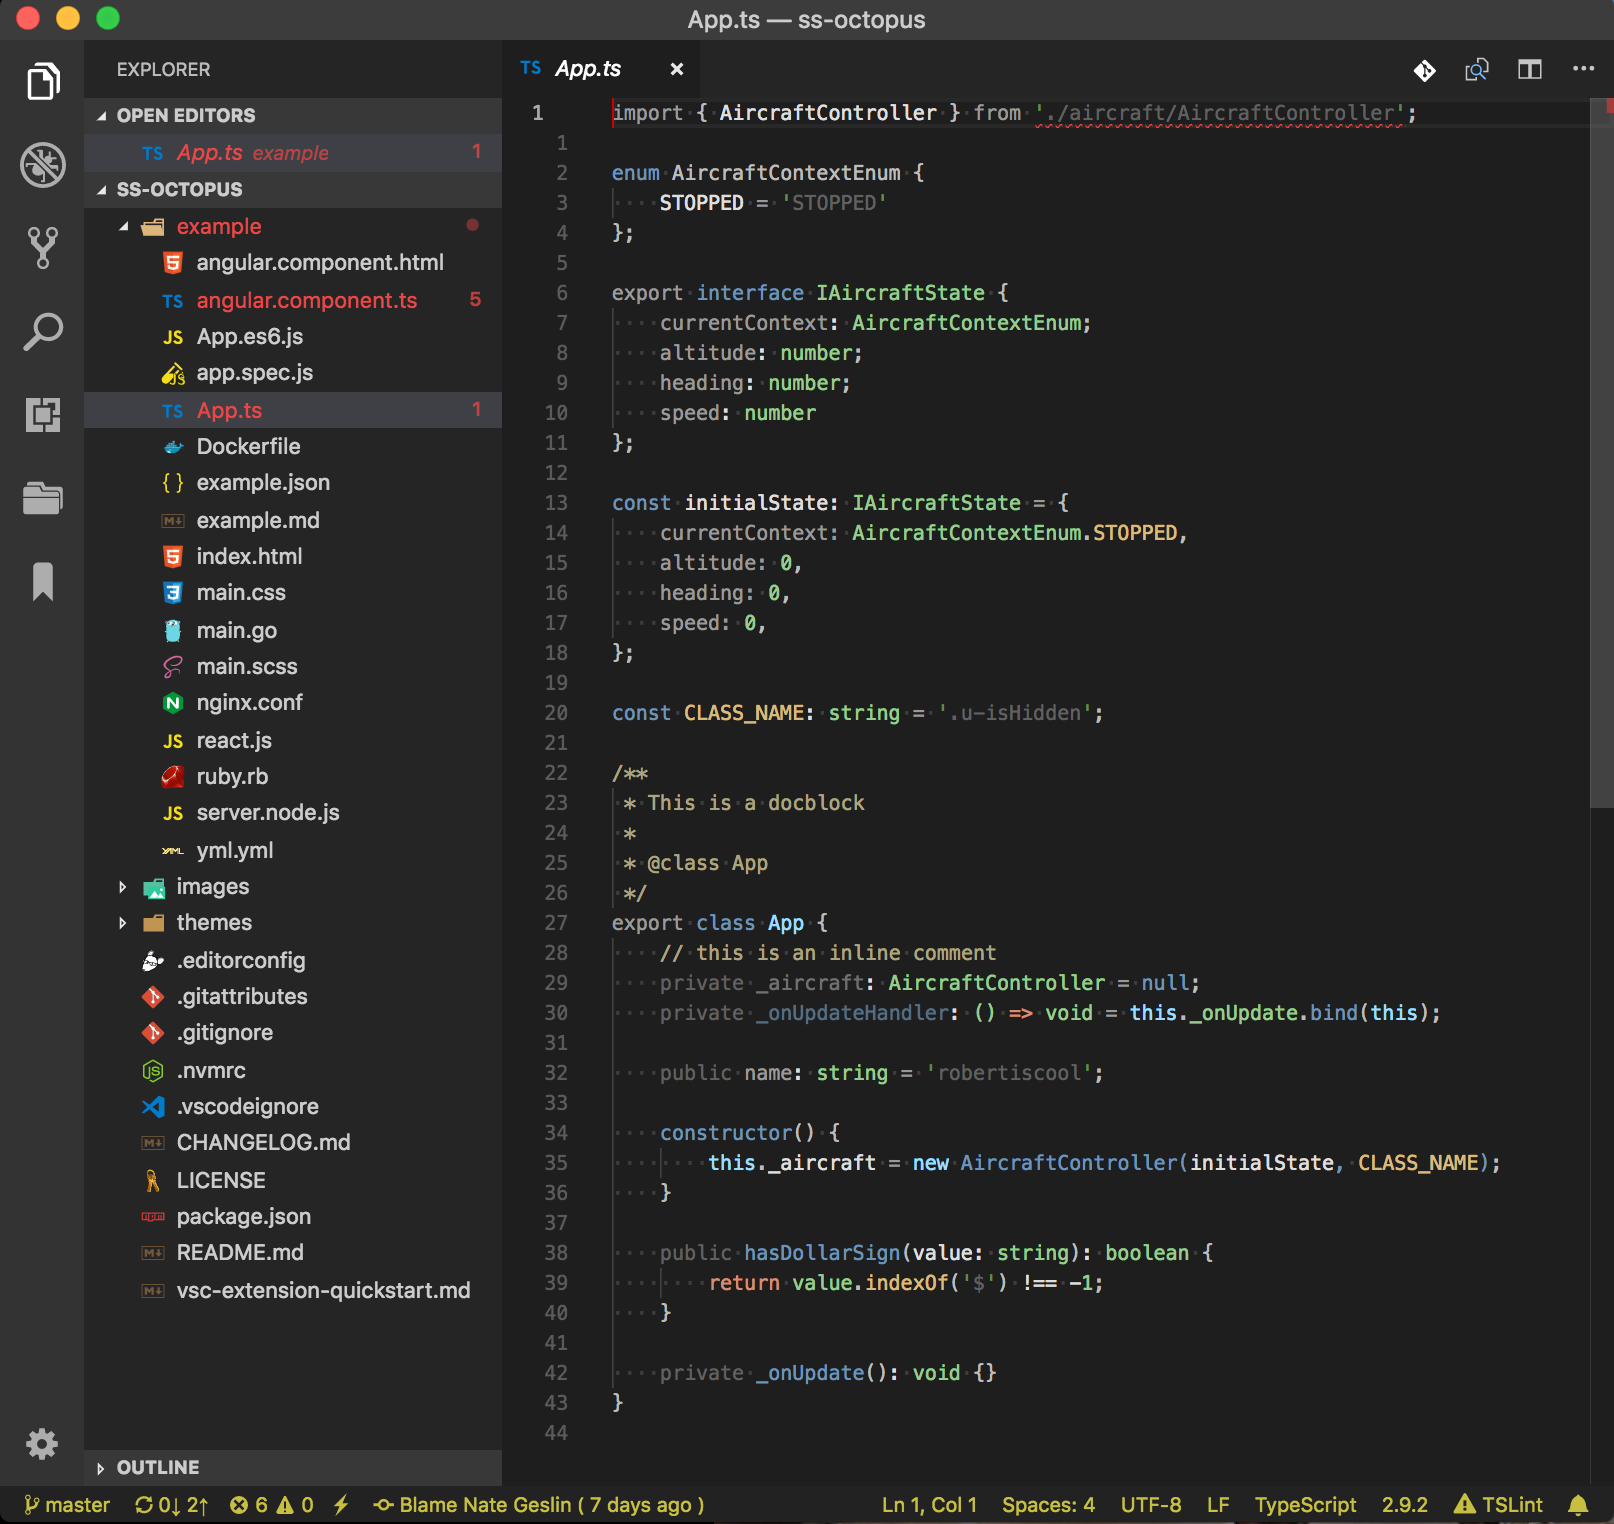 App.ts — ss-octopus
EXPLORER
OPEN EDITORS
TS App.ts example 1
SS-OCTOPUS
example
angular.component.html
TS angular.component.ts 5
JS App.es6.js
app.spec.js
TS App.ts 1
Dockerfile
{ } example.json
M↓ example.md
index.html
main.css
main.go
main.scss
nginx.conf
JS react.js
ruby.rb
JS server.node.js
YAML yml.yml
images
themes
.editorconfig
.gitattributes
.gitignore
.nvmrc
.vscodeignore
M↓ CHANGELOG.md
LICENSE
npm package.json
M↓ README.md
M↓ vsc-extension-quickstart.md
OUTLINE
TS App.ts ×
1 import { AircraftController } from './aircraft/AircraftController';
1
2 enum AircraftContextEnum {
3     STOPPED = 'STOPPED'
4 };
5
6 export interface IAircraftState {
7     currentContext: AircraftContextEnum;
8     altitude: number;
9     heading: number;
10     speed: number
11 };
12
13 const initialState: IAircraftState = {
14     currentContext: AircraftContextEnum.STOPPED,
15     altitude: 0,
16     heading: 0,
17     speed: 0,
18 };
19
20 const CLASS_NAME: string = '.u-isHidden';
21
22 /**
23  * This is a docblock
24  *
25  * @class App
26  */
27 export class App {
28     // this is an inline comment
29     private _aircraft: AircraftController = null;
30     private _onUpdateHandler: () => void = this._onUpdate.bind(this);
31
32     public name: string = 'robertiscool';
33
34     constructor() {
35         this._aircraft = new AircraftController(initialState, CLASS_NAME);
36     }
37
38     public hasDollarSign(value: string): boolean {
39         return value.indexOf('$') !== -1;
40     }
41
42     private _onUpdate(): void {}
43 }
44
master 0↓ 2↑ 6 0 Blame Nate Geslin ( 7 days ago ) Ln 1, Col 1 Spaces: 4 UTF-8 LF TypeScript 2.9.2 TSLint